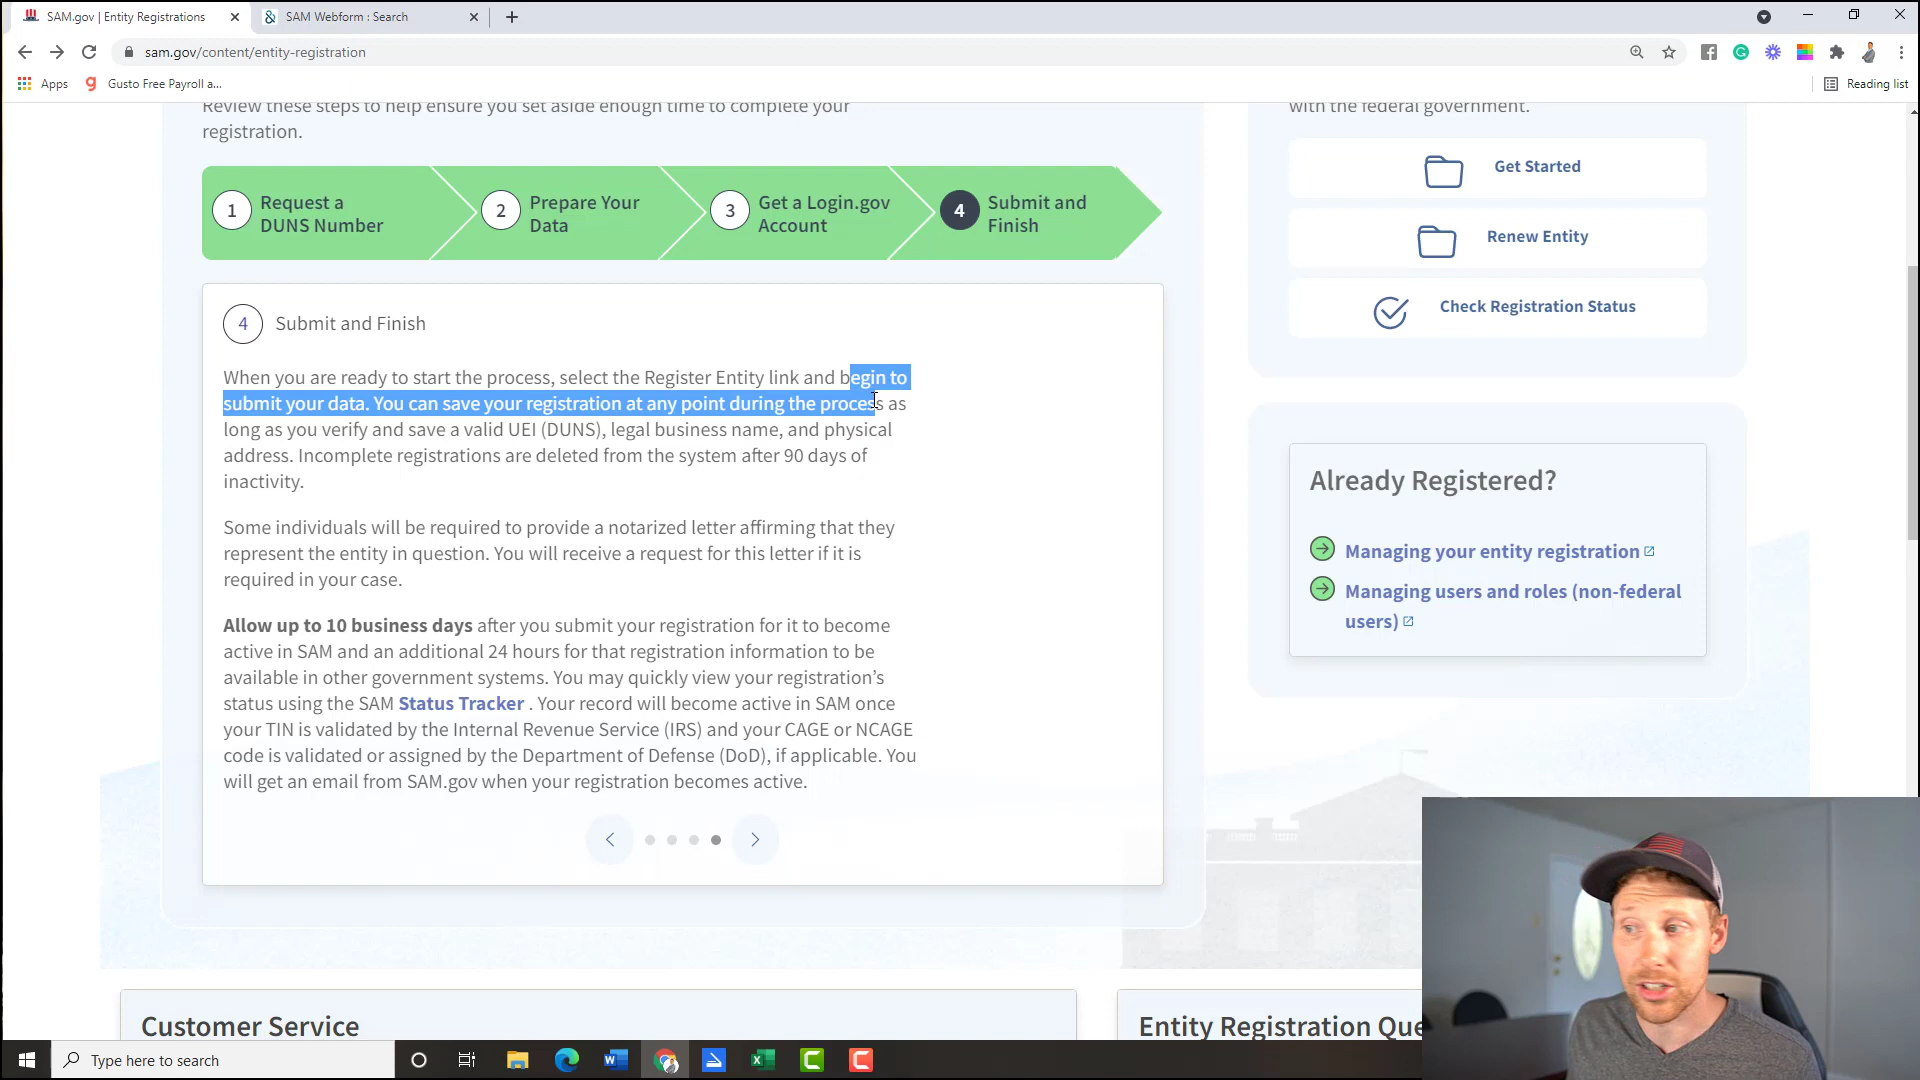 SAM.gov | Entity Registrations
SAM Webform : Search
sam.gov/content/entity-registration
Apps
Gusto Free Payroll a...
Reading list
Review these steps to help ensure you set aside enough time to complete your
registration.
1
Request a
DUNS Number
2
Prepare Your
Data
3
Get a Login.gov
Account
4
Submit and
Finish
4
Submit and Finish
When you are ready to start the process, select the Register Entity link and begin to
submit your data. You can save your registration at any point during the process as
long as you verify and save a valid UEI (DUNS), legal business name, and physical
address. Incomplete registrations are deleted from the system after 90 days of
inactivity.
Some individuals will be required to provide a notarized letter affirming that they
represent the entity in question. You will receive a request for this letter if it is
required in your case.
Allow up to 10 business days after you submit your registration for it to become
active in SAM and an additional 24 hours for that registration information to be
available in other government systems. You may quickly view your registration's
status using the SAM Status Tracker . Your record will become active in SAM once
your TIN is validated by the Internal Revenue Service (IRS) and your CAGE or NCAGE
code is validated or assigned by the Department of Defense (DoD), if applicable. You
will get an email from SAM.gov when your registration becomes active.
with the federal government.
Get Started
Renew Entity
Check Registration Status
Already Registered?
Managing your entity registration
Managing users and roles (non-federal
users)
Customer Service
Entity Registration Que
Type here to search